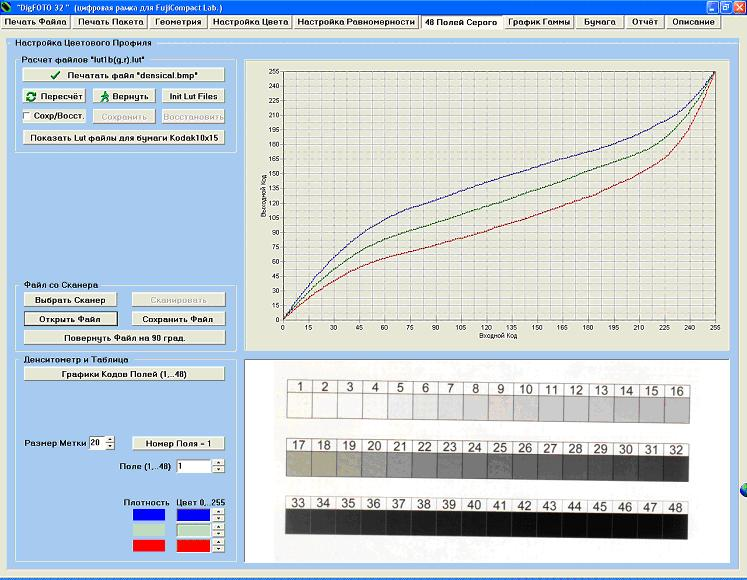 "DigFOTO 32 " (цифровая рамка для FujiCompact Lab.)
Печать Файла Печать Пакета Геометрия Настройка Цвета Настройка Равномерности 48 Полей Серого График Гаммы Бумага Отчёт Описание
Настройка Цветового Профиля
Расчет файлов "lut1b(g.r).lut"
Печатать файл "densical.bmp"
Пересчёт Вернуть Init Lut Files
Сохр/Восст. Сохранить Восстановить
Показать Lut файлы для бумаги Kodak10x15
Файл со Сканера
Выбрать Сканер Сканировать
Открыть Файл Сохранить Файл
Повернуть Файл на 90 град.
Денситометр и Таблица
Графики Кодов Полей (1,..48)
Размер Метки 20 Номер Поля - 1
Поле (1,..48) 1
Плотность Цвет 0,..255
255
240
225
210
195
180
165
150
135
120
105
90
75
60
45
30
15
0
Выходной Код
0 15 30 45 60 75 90 105 120 135 150 165 180 195 210 225 240 255
Входной Код
1 2 3 4 5 6 7 8 9 10 11 12 13 14 15 16
17 18 19 20 21 22 23 24 25 26 27 28 29 30 31 32
33 34 35 36 37 38 39 40 41 42 43 44 45 46 47 48